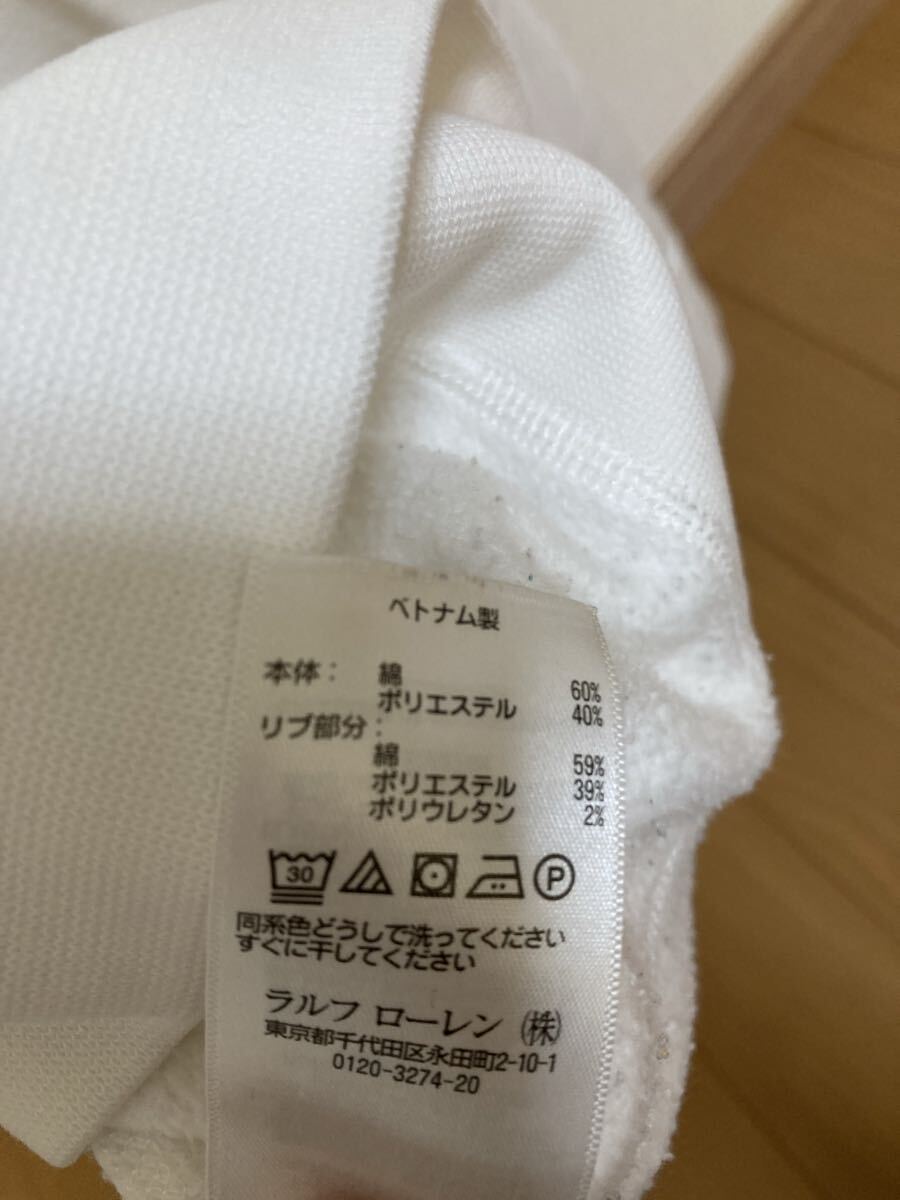 ベトナム製
本体: 綿 60%
ポリエステル 40%
リブ部分:
綿 59%
ポリエステル 39%
ポリウレタン 2%
30 P
同系色どうしで洗ってください
すぐに干してください
ラルフ ローレン (株)
東京都千代田区永田町2-10-1
0120-3274-20